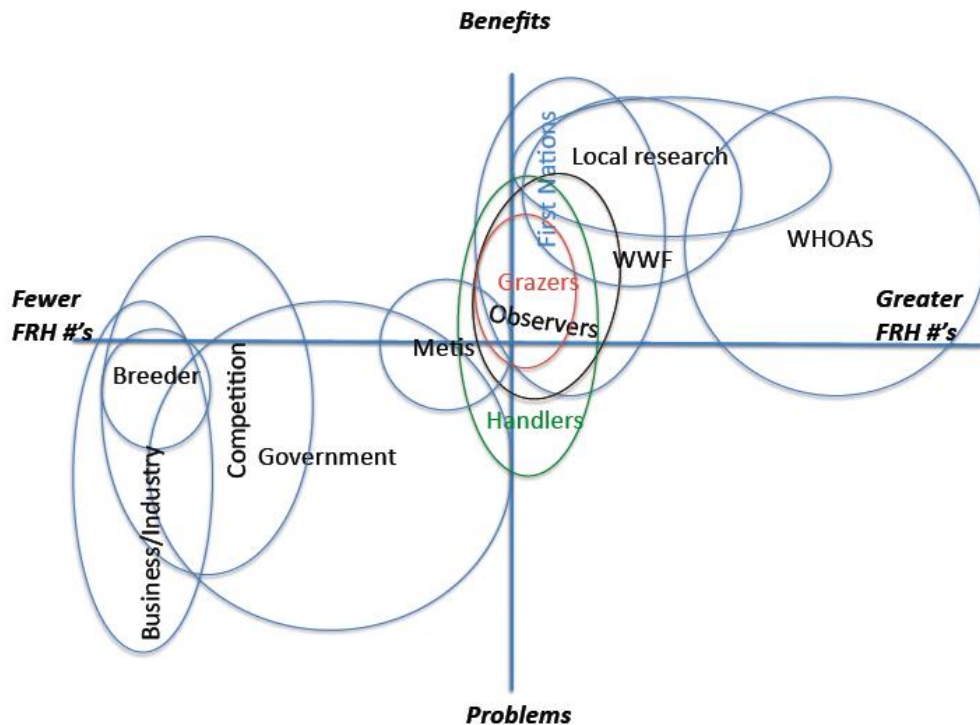 Benefits
First Nations
Local research
WHOAS
WWF
Grazers
Fewer
FRH #'s
Greater
FRH #'s
Observers
Metis
Breeder
Competition
Handlers
Government
Business/Industry
Problems